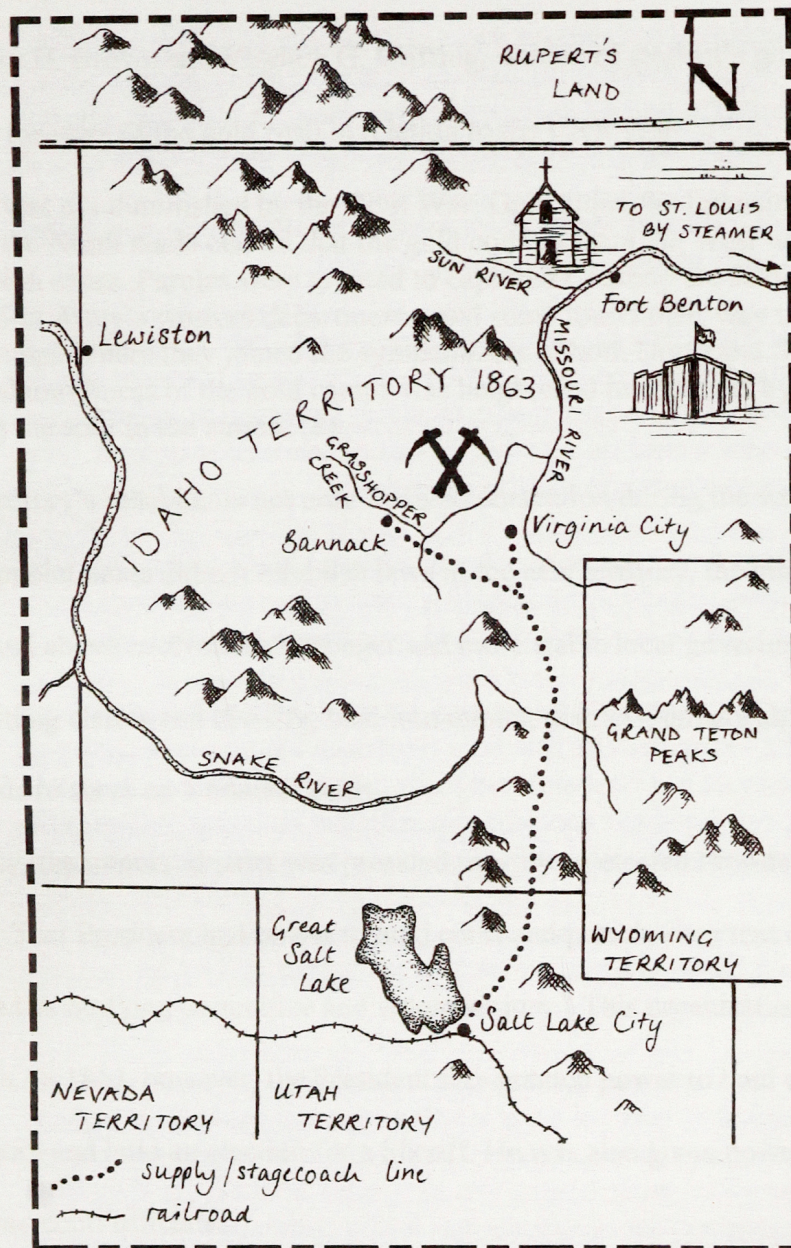 RUPERT'S
LAND
N
TO ST. LOUIS
BY STEAMER
SUN RIVER
Fort Benton
Lewiston
MISSOURI RIVER
IDAHO TERRITORY 1863
GRASSHOPPER
CREEK
Bannack
Virginia City
GRAND TETON
PEAKS
SNAKE RIVER
Great
Salt
Lake
WYOMING
TERRITORY
Salt Lake City
NEVADA
TERRITORY
UTAH
TERRITORY
supply/stagecoach line
railroad